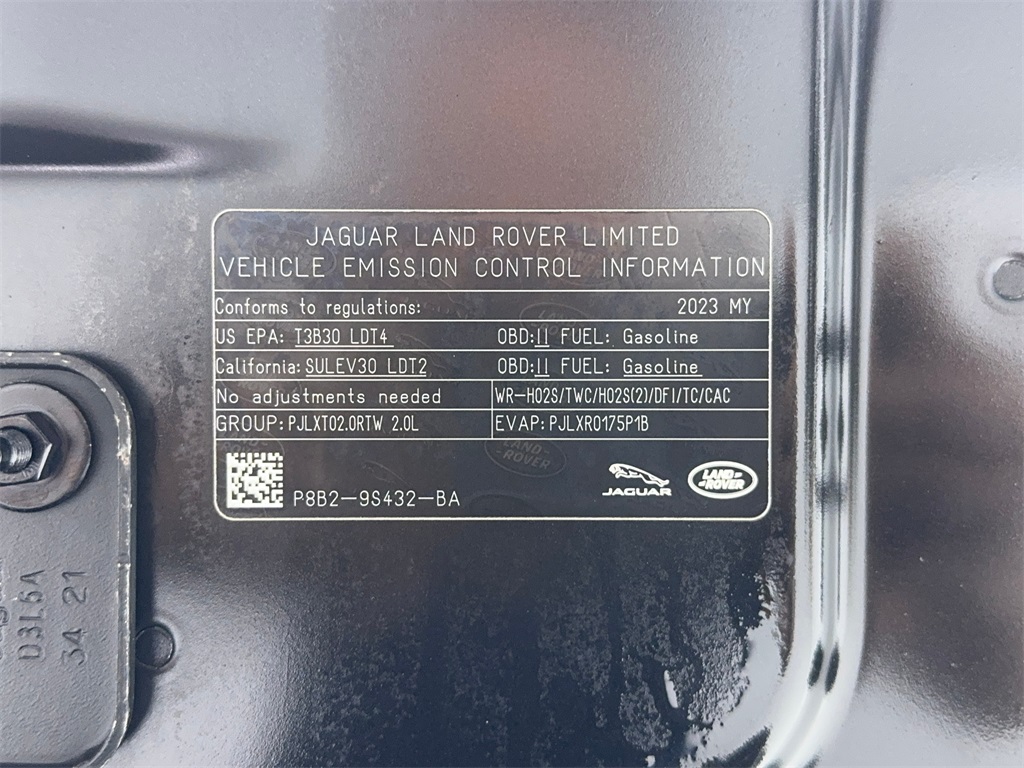 JAGUAR LAND ROVER LIMITED
VEHICLE EMISSION CONTROL INFORMATION
Conforms to regulations: 2023 MY
US EPA: T3B30 LDT4 OBD:II FUEL: Gasoline
California: SULEV30 LDT2 OBD:II FUEL: Gasoline
No adjustments needed WR-HO2S/TWC/HO2S(2)/DFI/TC/CAC
GROUP: PJLXT02.0RTW 2.0L EVAP: PJLXR0175P1B
P8B2-9S432-BA
JAGUAR
LAND ROVER
D3L6A
34 21